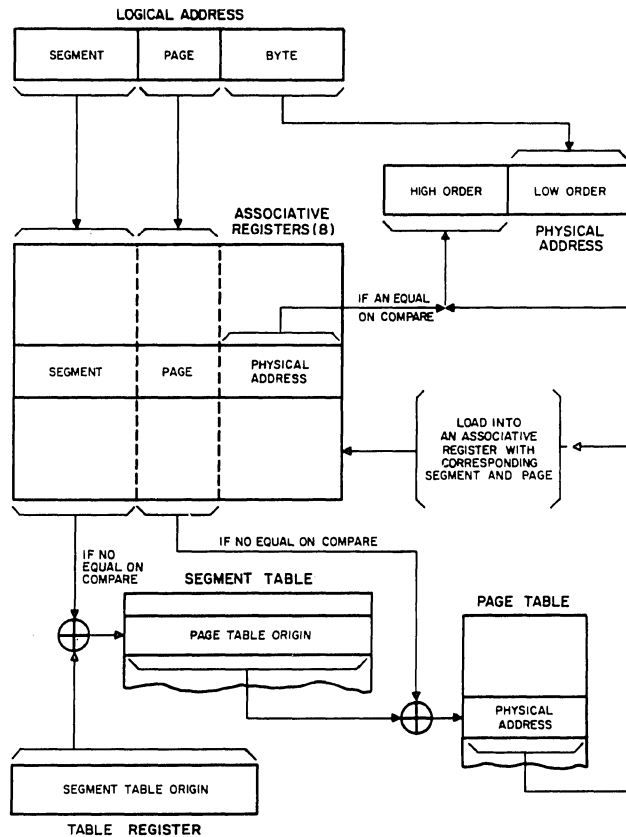 LOGICAL ADDRESS
SEGMENT
PAGE
BYTE
HIGH ORDER
LOW ORDER
PHYSICAL
ADDRESS
ASSOCIATIVE
REGISTERS (8)
IF AN EQUAL
ON COMPARE
SEGMENT
PAGE
PHYSICAL
ADDRESS
LOAD INTO
AN ASSOCIATIVE
REGISTER WITH
CORRESPONDING
SEGMENT AND PAGE
IF NO
EQUAL ON
COMPARE
IF NO EQUAL ON COMPARE
SEGMENT TABLE
PAGE TABLE ORIGIN
PAGE TABLE
PHYSICAL
ADDRESS
SEGMENT TABLE ORIGIN
TABLE REGISTER